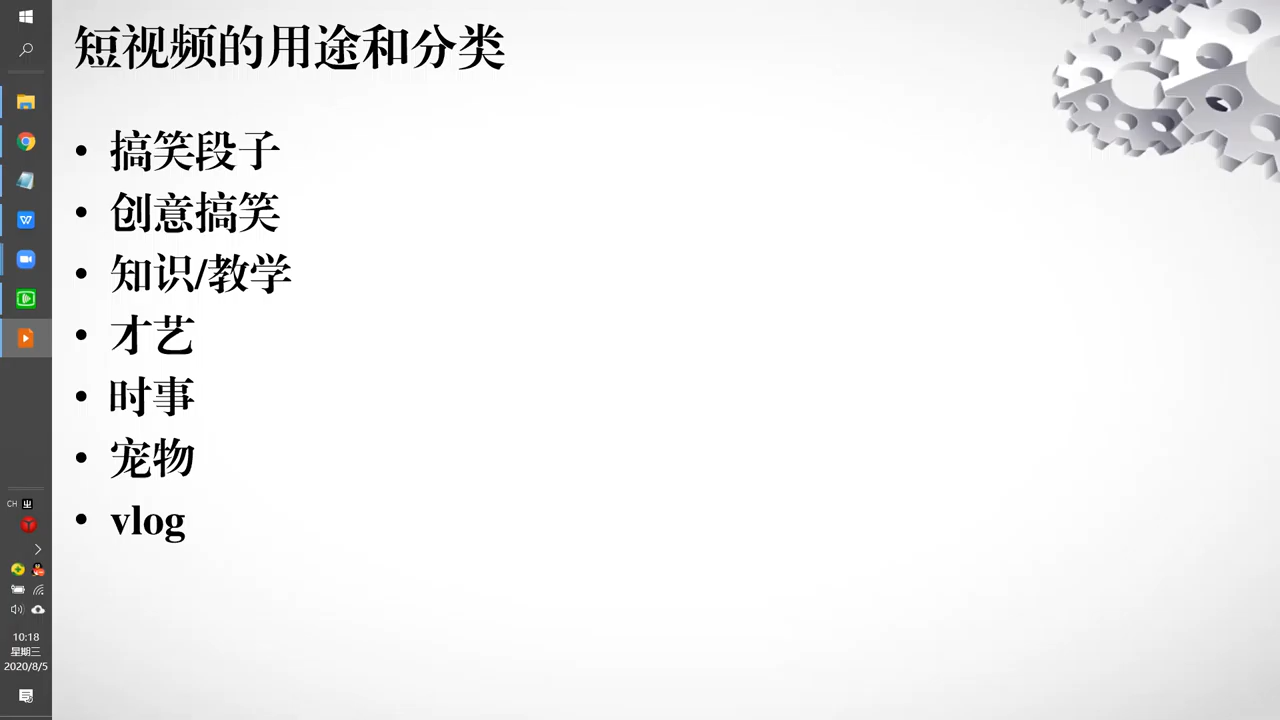 短视频的用途和分类
• 搞笑段子
• 创意搞笑
• 知识/教学
• 才艺
• 时事
• 宠物
• vlog
CH
10:18
星期三
2020/8/5